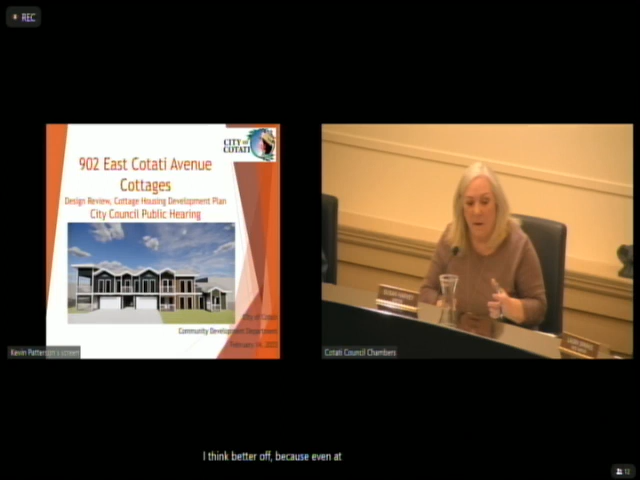 REC
CITY OF
COTATI
902 East Cotati Avenue
Cottages
Design Review, Cottage Housing Development Plan
City Council Public Hearing
City of Cotati
Community Development Department
February 14,
Kevin Patterson's screen
Cotati Council Chambers
I think better off, because even at
12